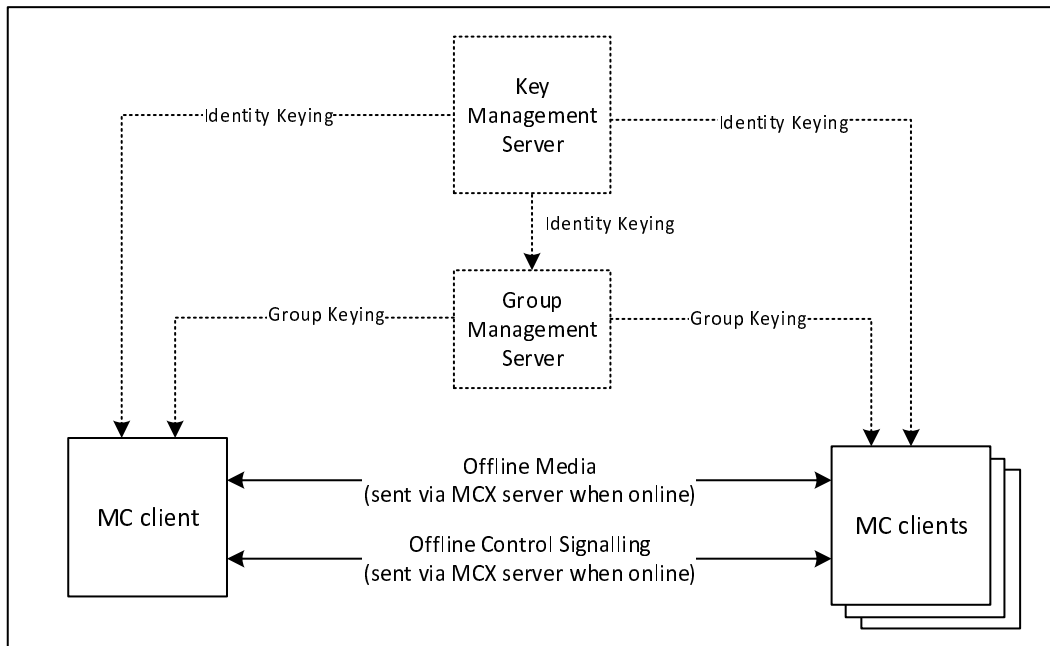 Key
Management
Server
Identity Keying
Identity Keying
Identity Keying
Group
Management
Server
Group Keying
Group Keying
Offline Media
(sent via MCX server when online)
MC client
MC clients
Offline Control Signalling
(sent via MCX server when online)